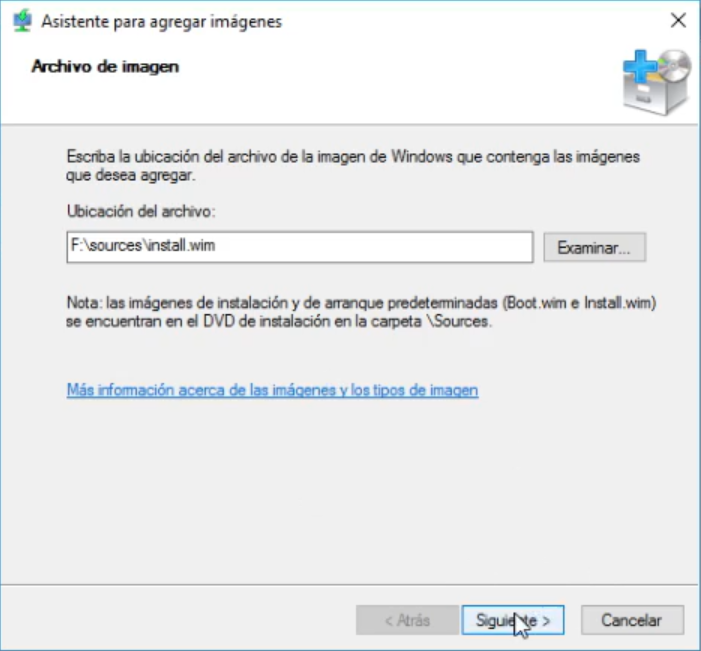 Asistente para agregar imágenes
Archivo de imagen
Escriba la ubicación del archivo de la imagen de Windows que contenga las imágenes
que desea agregar.
Ubicación del archivo:
F:\sources\install.wim
Examinar...
Nota: las imágenes de instalación y de arranque predeterminadas (Boot.wim e Install.wim)
se encuentran en el DVD de instalación en la carpeta \Sources.
Más información acerca de las imágenes y los tipos de imagen
< Atrás
Siguiente >
Cancelar